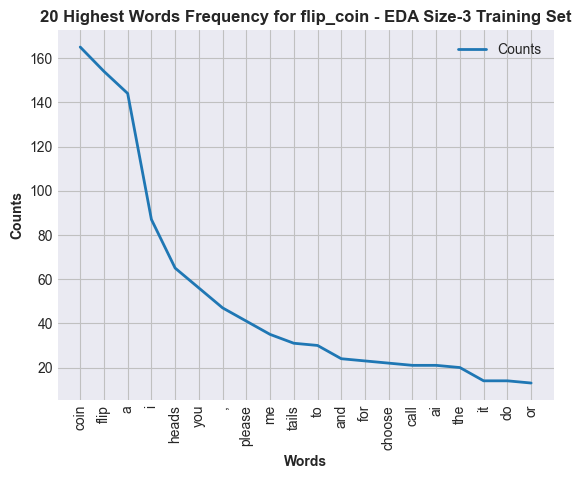 20 Highest Words Frequency for flip_coin - EDA Size-3 Training Set
Counts
160
140
120
100
80
60
40
20
Counts
coin
flip
a
i
heads
you
,
please
me
tails
to
and
for
choose
call
ai
the
it
do
or
Words